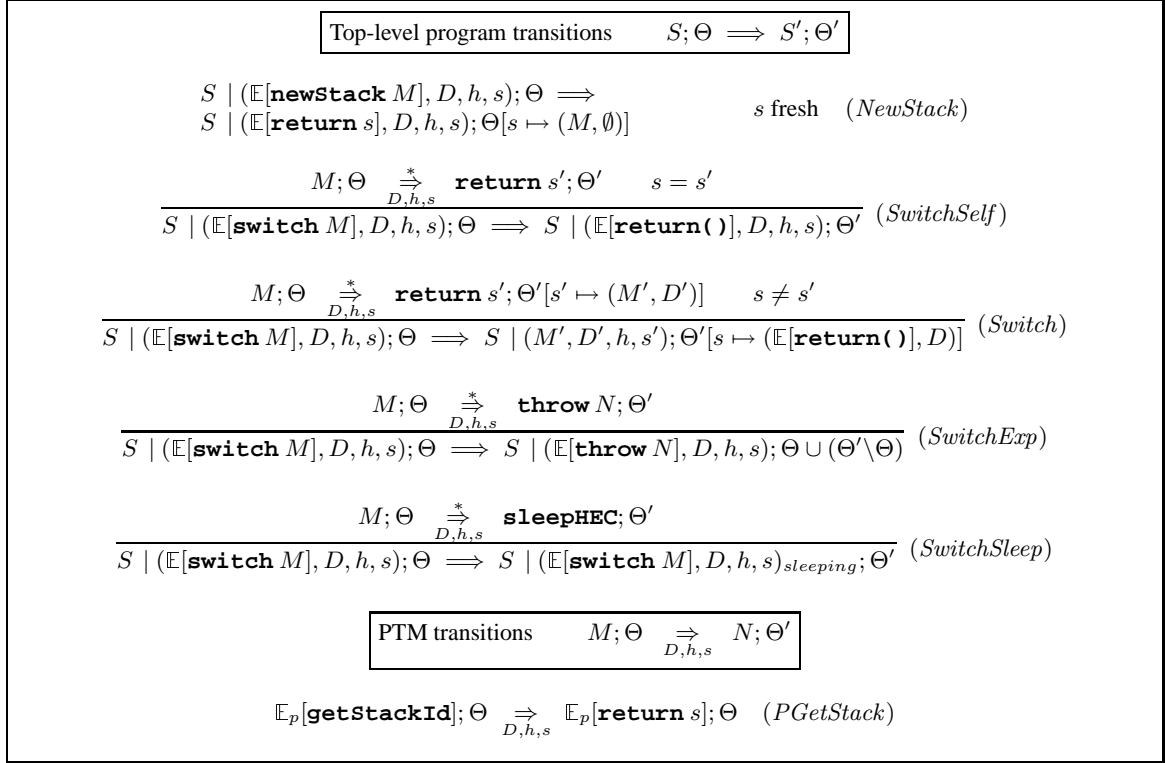 Top-level program transitions S; Θ ⟹ S′; Θ′
S | (𝔼[newStack M], D, h, s); Θ ⟹
S | (𝔼[return s], D, h, s); Θ[s ↦ (M, ∅)] s fresh (NewStack)
M; Θ ⇒* D,h,s return s′; Θ′ s = s′
S | (𝔼[switch M], D, h, s); Θ ⟹ S | (𝔼[return()], D, h, s); Θ′ (SwitchSelf)
M; Θ ⇒* D,h,s return s′; Θ′[s′ ↦ (M′, D′)] s ≠ s′
S | (𝔼[switch M], D, h, s); Θ ⟹ S | (M′, D′, h, s′); Θ′[s ↦ (𝔼[return()], D)] (Switch)
M; Θ ⇒* D,h,s throw N; Θ′
S | (𝔼[switch M], D, h, s); Θ ⟹ S | (𝔼[throw N], D, h, s); Θ ∪ (Θ′\Θ) (SwitchExp)
M; Θ ⇒* D,h,s sleepHEC; Θ′
S | (𝔼[switch M], D, h, s); Θ ⟹ S | (𝔼[switch M], D, h, s)sleeping; Θ′ (SwitchSleep)
PTM transitions M; Θ ⇒ D,h,s N; Θ′
𝔼p[getStackId]; Θ ⇒ D,h,s 𝔼p[return s]; Θ (PGetStack)